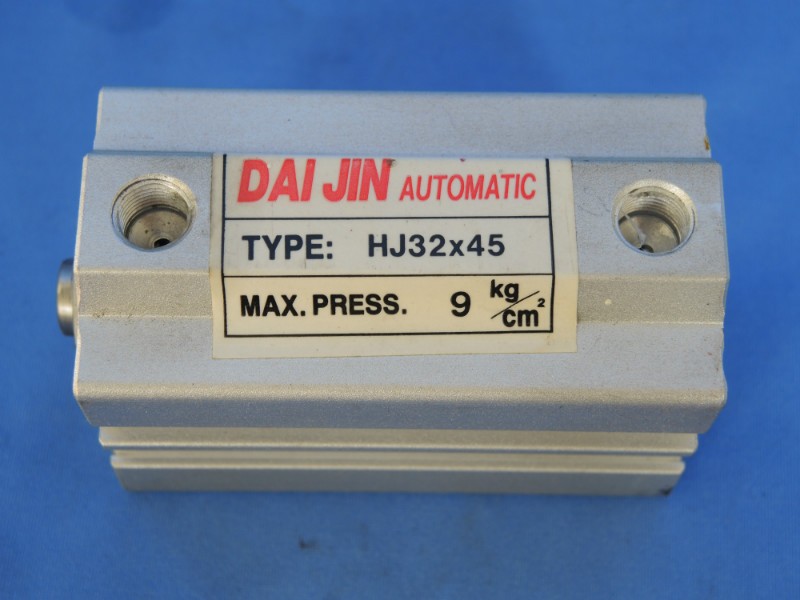 DAI JIN AUTOMATIC
TYPE: HJ32x45
MAX. PRESS. 9 kg/cm²